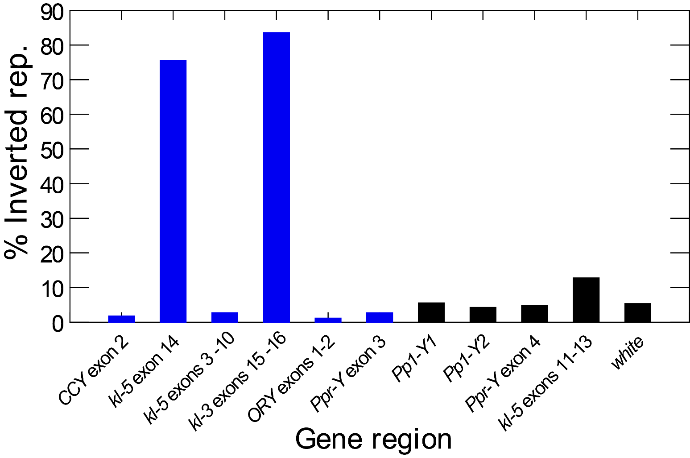 % Inverted rep.
90
80
70
60
50
40
30
20
10
0
CCY exon 2
kl-5 exon 14
kl-5 exons 3 -10
kl-3 exons 15 -16
ORY exons 1-2
Ppr-Y exon 3
Pp1-Y1
Pp1-Y2
Ppr-Y exon 4
kl-5 exons 11-13
white
Gene region